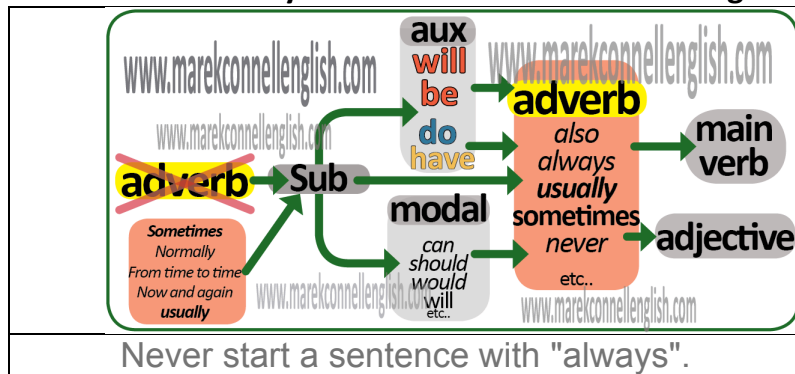 aux
will
be
do
have
www.marekconnellenglish.com
www.marekconnellenglish.com
www.marekconnellenglish.com
adverb
Sub
adverb
also
always
usually
sometimes
never
etc..
main
verb
adjective
modal
can
should
would
will
etc..
Sometimes
Normally
From time to time
Now and again
usually
www.marekconnellenglish.com
www.marekconnellenglish.com
Never start a sentence with "always".